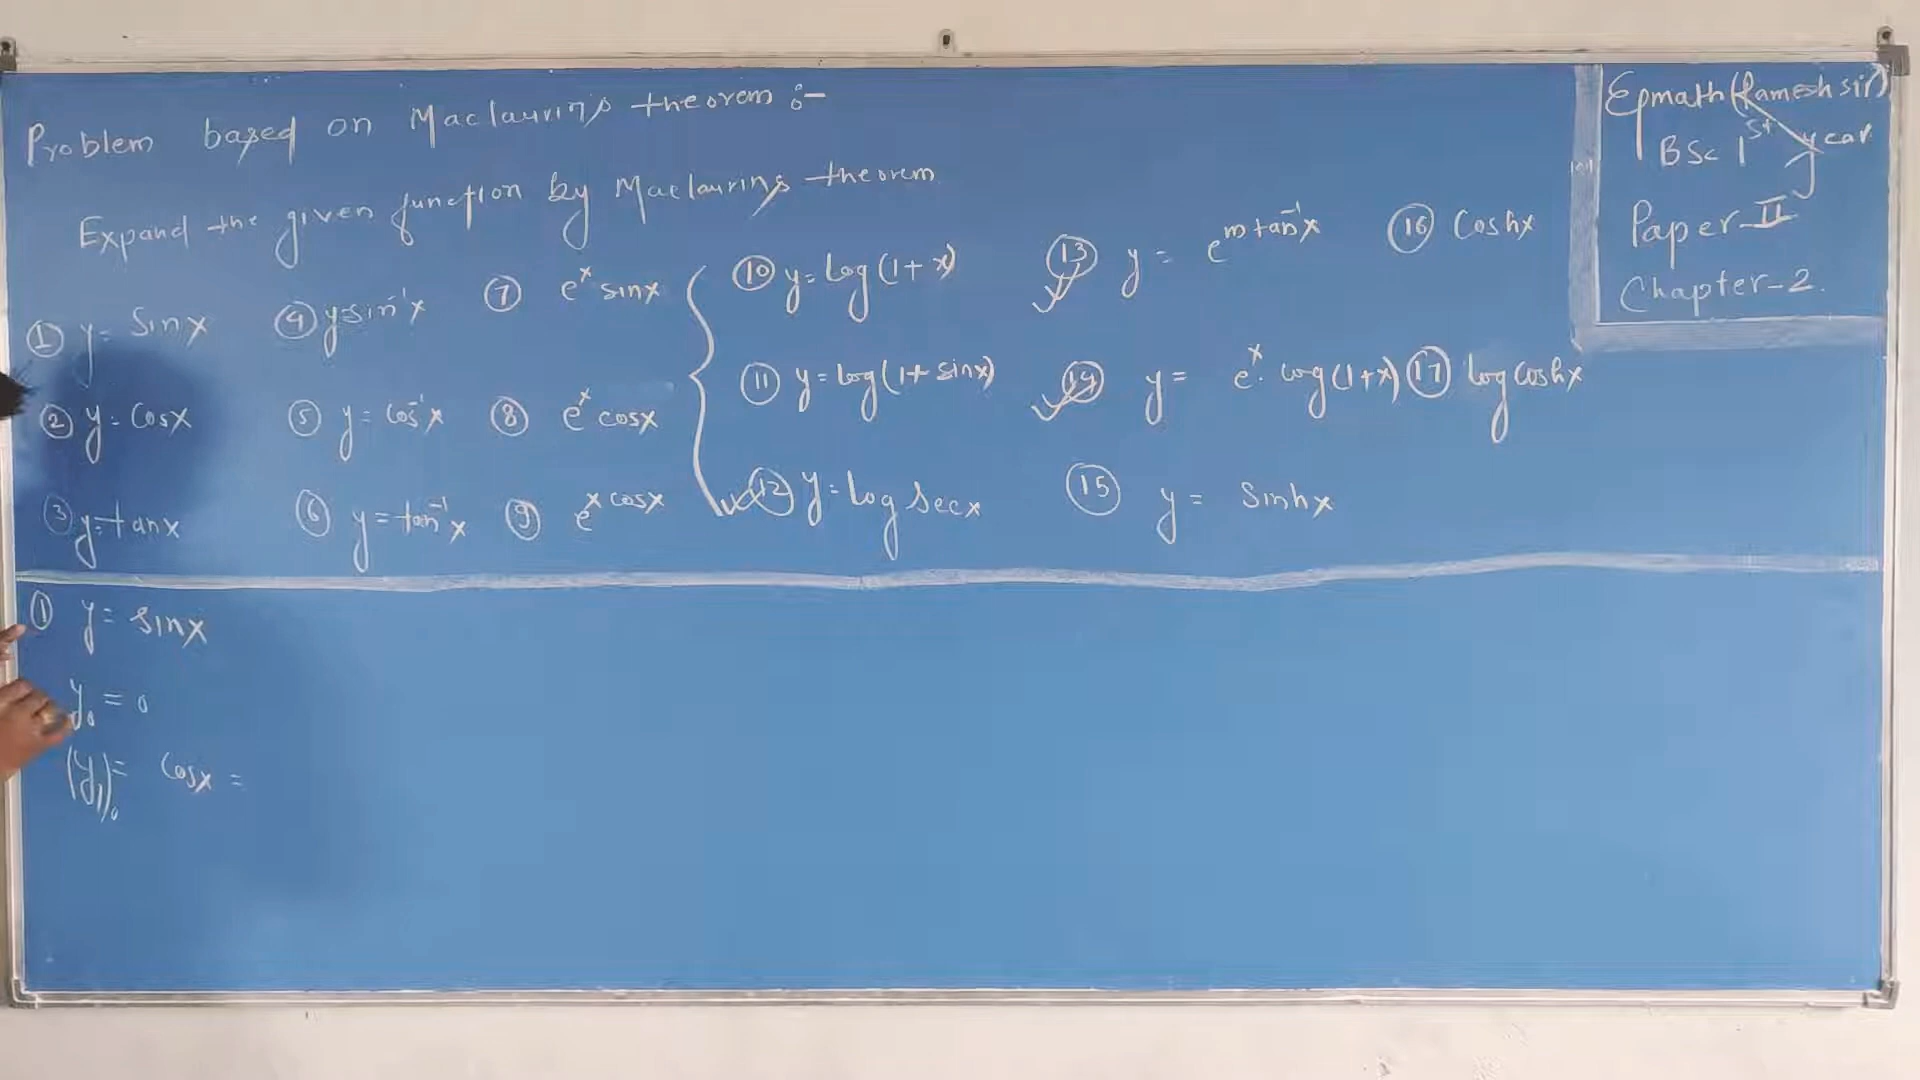 Problem based on Maclaurin's theorem :-
Expand the given function by Maclaurin's theorem
① y = Sinx
② y = Cosx
③ y = tanx
④ y = sin⁻¹x
⑤ y = cos⁻¹x
⑥ y = tan⁻¹x
⑦ eˣ sinx
⑧ eˣ cosx
⑨ e^{x cosx}
⑩ y = log(1+x)
⑪ y = log(1+sinx)
⑫ y = log secx
⑬ y = e^{m tan⁻¹x}
⑭ y = eˣ. log(1+x)
⑮ y = Sinhx
⑯ Coshx
⑰ log coshx
Epmath (Ramesh sir)
BSc 1st year
Paper-II
Chapter-2.
① y = sinx
y₀ = 0
(y₁)₀ = Cosx =